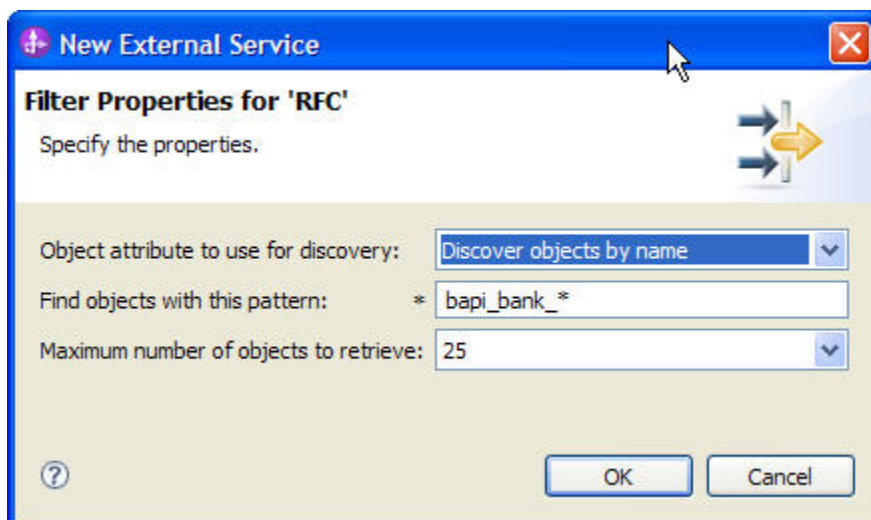 New External Service
Filter Properties for 'RFC'
Specify the properties.
Object attribute to use for discovery: Discover objects by name
Find objects with this pattern: * bapi_bank_*
Maximum number of objects to retrieve: 25
? OK Cancel